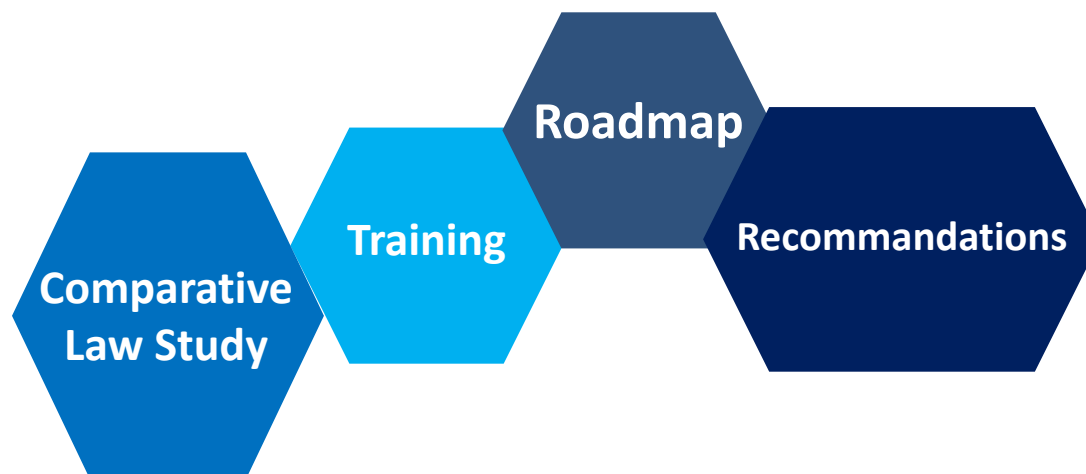 Comparative
Law Study
Training
Roadmap
Recommandations